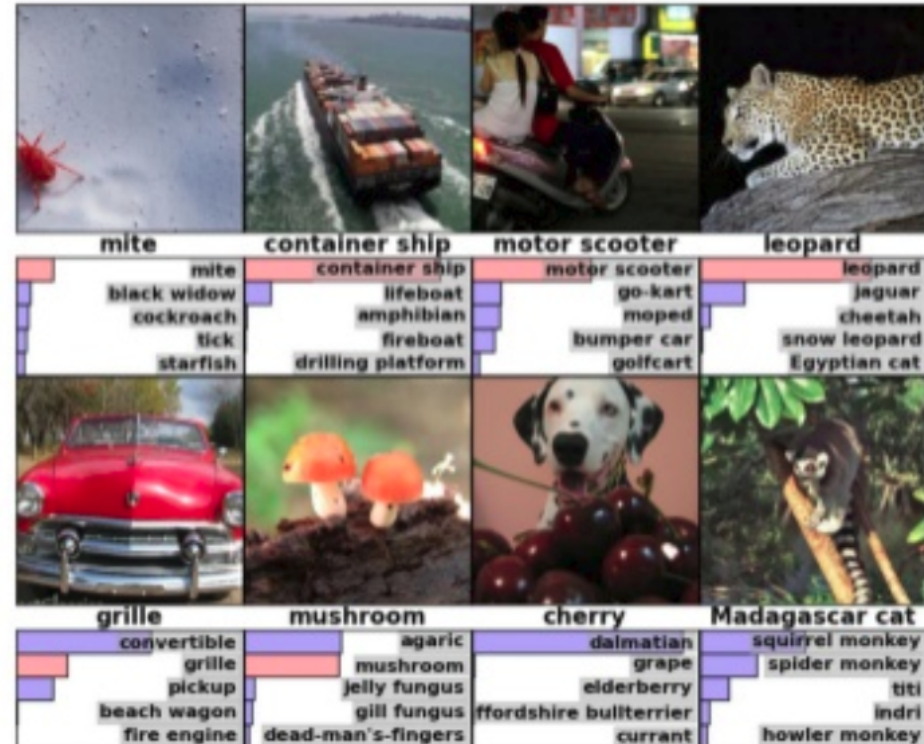 mite
container ship
motor scooter
leopard
mite
black widow
cockroach
tick
starfish
container ship
lifeboat
amphibian
fireboat
drilling platform
motor scooter
go-kart
moped
bumper car
golfcart
leopard
jaguar
cheetah
snow leopard
Egyptian cat
grille
mushroom
cherry
Madagascar cat
convertible
grille
pickup
beach wagon
fire engine
agaric
mushroom
jelly fungus
gill fungus
dead-man's-fingers
dalmatian
grape
elderberry
ffordshire bullterrier
currant
squirrel monkey
spider monkey
titi
indri
howler monkey